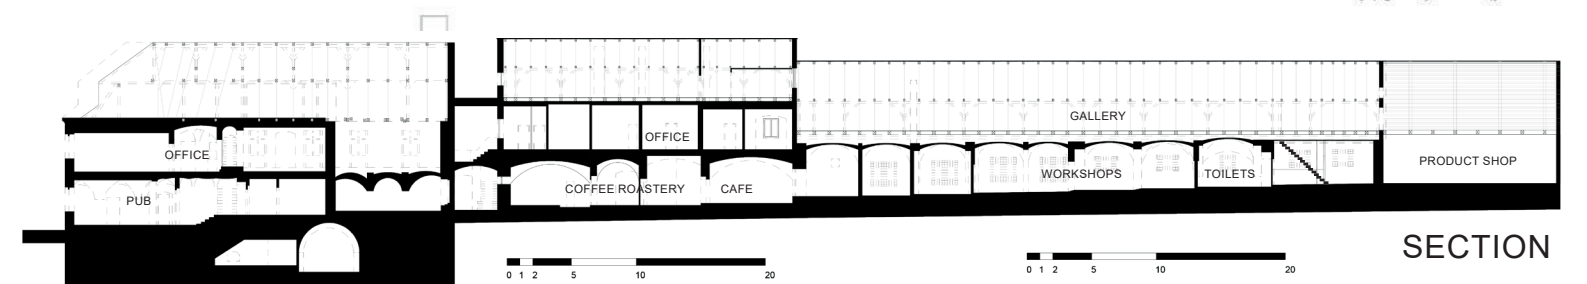 GALLERY
OFFICE
OFFICE
PRODUCT SHOP
COFFEE ROASTERY
CAFE
WORKSHOPS
TOILETS
PUB
SECTION
0 1 2 5 10 20
0 1 2 5 10 20